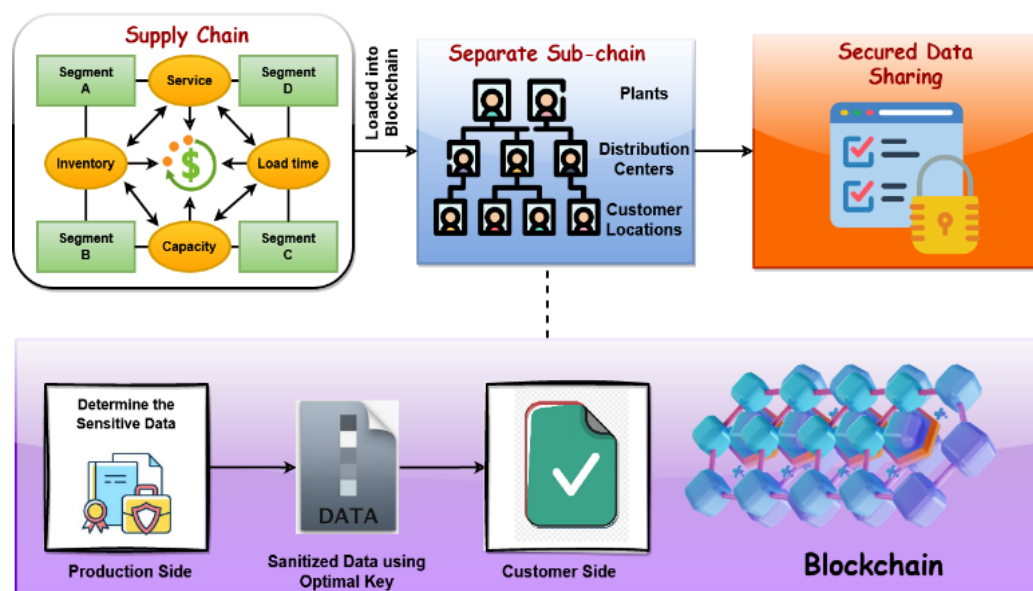 Supply Chain
Segment
A
Service
Segment
D
Inventory
$
Load time
Segment
B
Capacity
Segment
C
Loaded into
Blockchain
Separate Sub-chain
Plants
Distribution
Centers
Customer
Locations
Secured Data
Sharing
Determine the
Sensitive Data
Production Side
DATA
Sanitized Data using
Optimal Key
Customer Side
Blockchain